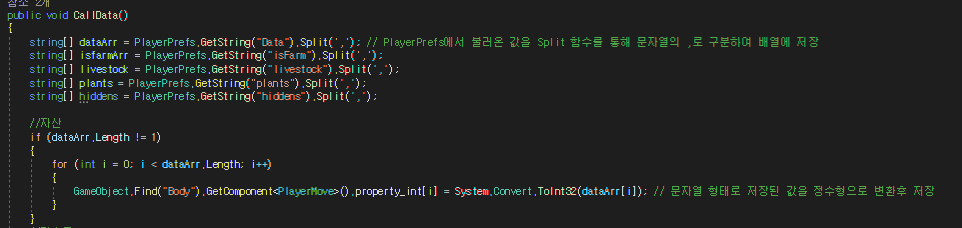 참조 2개
public void CallData()
{
string[] dataArr = PlayerPrefs.GetString("Data").Split(','); // PlayerPrefs에서 불러온 값을 Split 함수를 통해 문자열의 ,로 구분하여 배열에 저장
string[] isfarmArr = PlayerPrefs.GetString("isFarm").Split(',');
string[] livestock = PlayerPrefs.GetString("livestock").Split(',');
string[] plants = PlayerPrefs.GetString("plants").Split(',');
string[] hiddens = PlayerPrefs.GetString("hiddens").Split(',');
//자산
if (dataArr.Length != 1)
{
for (int i = 0; i < dataArr.Length; i++)
{
GameObject.Find("Body").GetComponent<PlayerMove>().property_int[i] = System.Convert.ToInt32(dataArr[i]); // 문자열 형태로 저장된 값을 정수형으로 변환후 저장
}
}